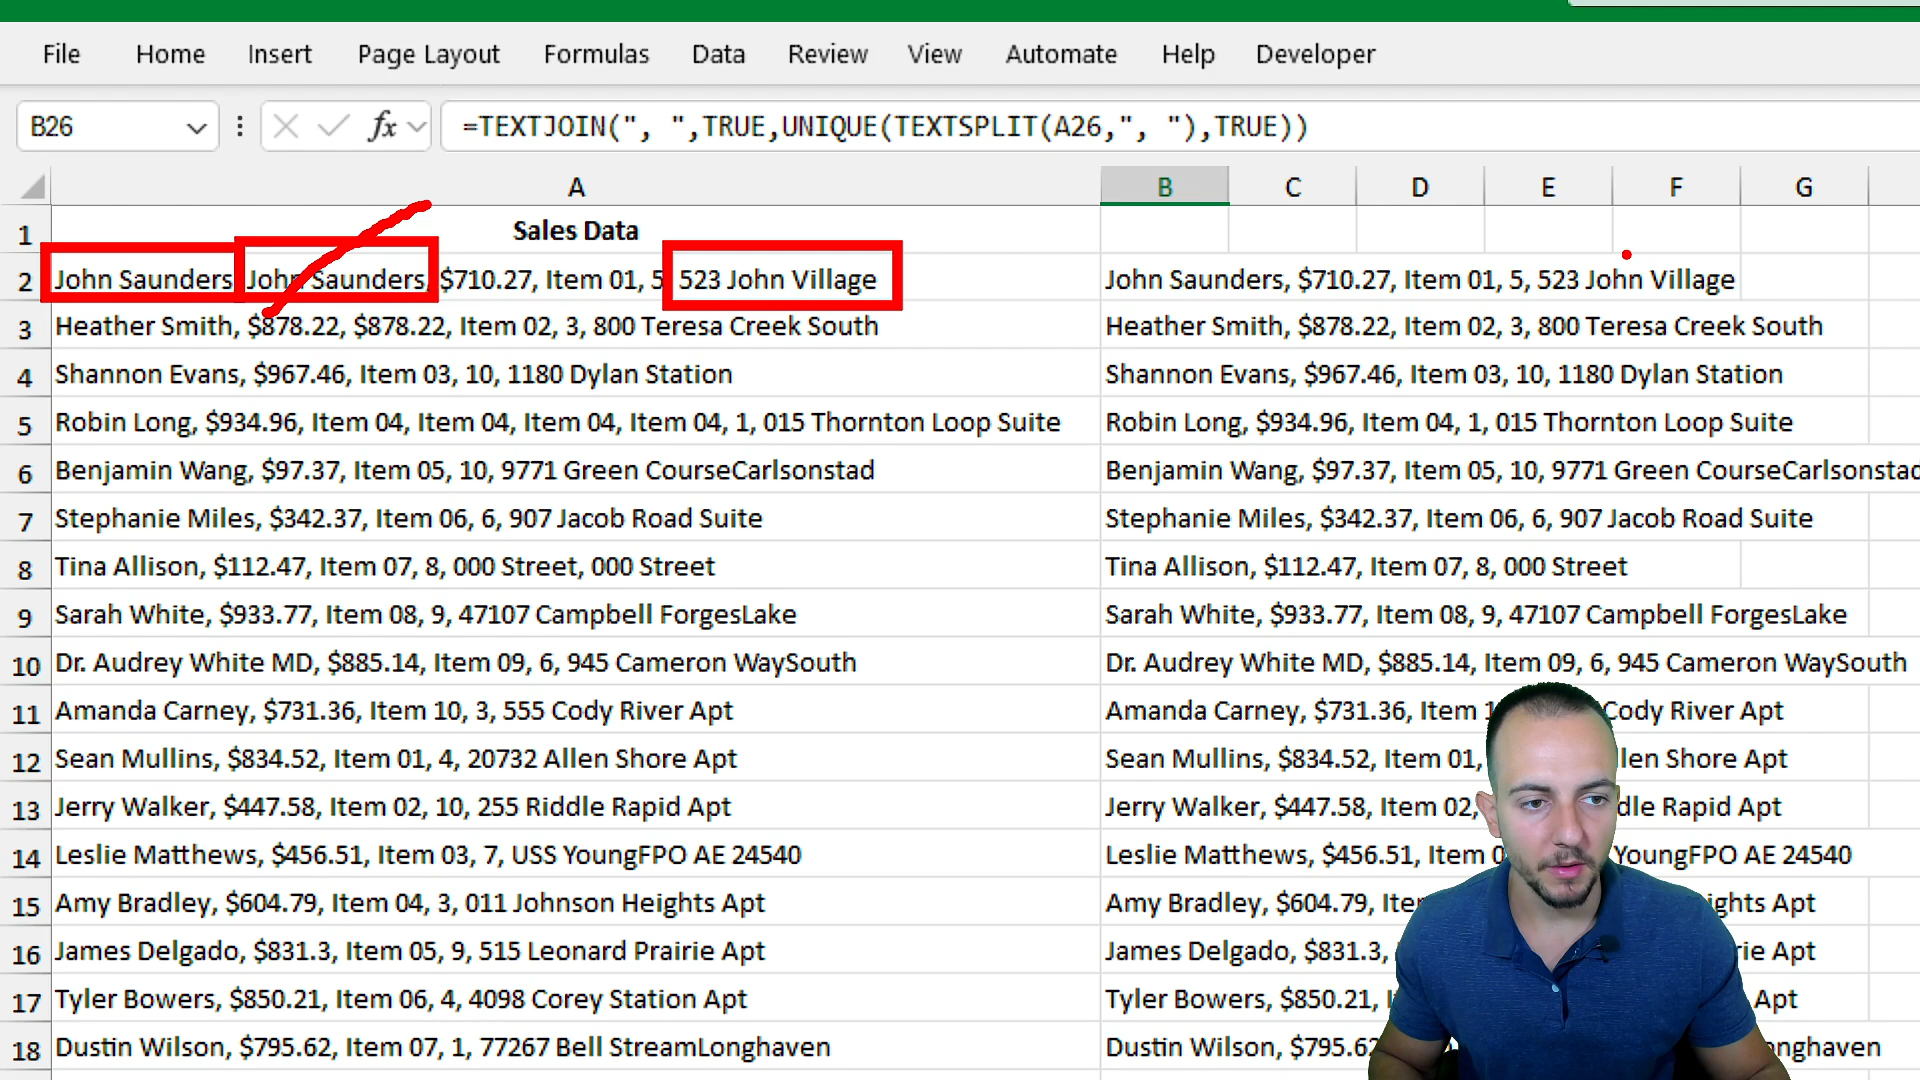 File Home Insert Page Layout Formulas Data Review View Automate Help Developer
B26 fx =TEXTJOIN(", ",TRUE,UNIQUE(TEXTSPLIT(A26,", "),TRUE))
A B C D E F G
1 Sales Data
2 John Saunders, John Saunders, $710.27, Item 01, 5, 523 John Village John Saunders, $710.27, Item 01, 5, 523 John Village
3 Heather Smith, $878.22, $878.22, Item 02, 3, 800 Teresa Creek South Heather Smith, $878.22, Item 02, 3, 800 Teresa Creek South
4 Shannon Evans, $967.46, Item 03, 10, 1180 Dylan Station Shannon Evans, $967.46, Item 03, 10, 1180 Dylan Station
5 Robin Long, $934.96, Item 04, Item 04, Item 04, Item 04, 1, 015 Thornton Loop Suite Robin Long, $934.96, Item 04, 1, 015 Thornton Loop Suite
6 Benjamin Wang, $97.37, Item 05, 10, 9771 Green CourseCarlsonstad Benjamin Wang, $97.37, Item 05, 10, 9771 Green CourseCarlsonstad
7 Stephanie Miles, $342.37, Item 06, 6, 907 Jacob Road Suite Stephanie Miles, $342.37, Item 06, 6, 907 Jacob Road Suite
8 Tina Allison, $112.47, Item 07, 8, 000 Street, 000 Street Tina Allison, $112.47, Item 07, 8, 000 Street
9 Sarah White, $933.77, Item 08, 9, 47107 Campbell ForgesLake Sarah White, $933.77, Item 08, 9, 47107 Campbell ForgesLake
10 Dr. Audrey White MD, $885.14, Item 09, 6, 945 Cameron WaySouth Dr. Audrey White MD, $885.14, Item 09, 6, 945 Cameron WaySouth
11 Amanda Carney, $731.36, Item 10, 3, 555 Cody River Apt Amanda Carney, $731.36, Item 1 Cody River Apt
12 Sean Mullins, $834.52, Item 01, 4, 20732 Allen Shore Apt Sean Mullins, $834.52, Item 01, len Shore Apt
13 Jerry Walker, $447.58, Item 02, 10, 255 Riddle Rapid Apt Jerry Walker, $447.58, Item 02, dle Rapid Apt
14 Leslie Matthews, $456.51, Item 03, 7, USS YoungFPO AE 24540 Leslie Matthews, $456.51, Item 0 YoungFPO AE 24540
15 Amy Bradley, $604.79, Item 04, 3, 011 Johnson Heights Apt Amy Bradley, $604.79, Ite ights Apt
16 James Delgado, $831.3, Item 05, 9, 515 Leonard Prairie Apt James Delgado, $831.3, rie Apt
17 Tyler Bowers, $850.21, Item 06, 4, 4098 Corey Station Apt Tyler Bowers, $850.21, I Apt
18 Dustin Wilson, $795.62, Item 07, 1, 77267 Bell StreamLonghaven Dustin Wilson, $795.62 nghaven